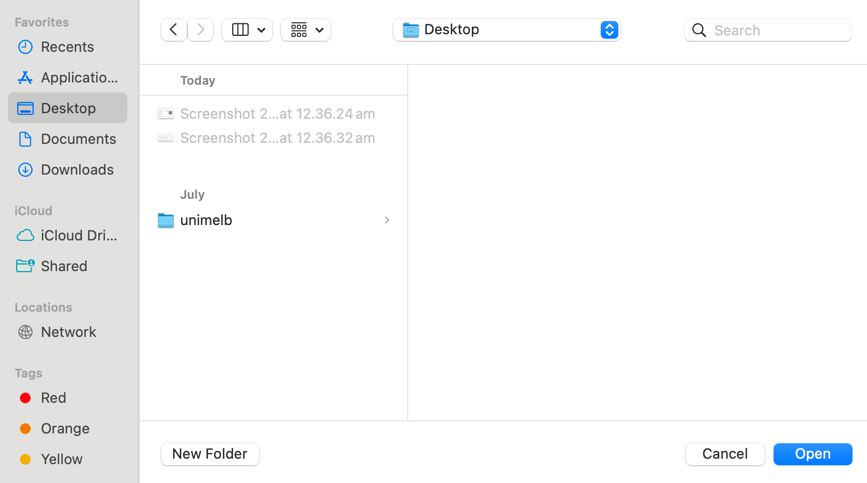 Favorites
Recents
Applicatio...
Desktop
Documents
Downloads
iCloud
iCloud Dri...
Shared
Locations
Network
Tags
Red
Orange
Yellow
Desktop
Search
Today
Screenshot 2...at 12.36.24 am
Screenshot 2...at 12.36.32 am
July
unimelb
New Folder
Cancel
Open